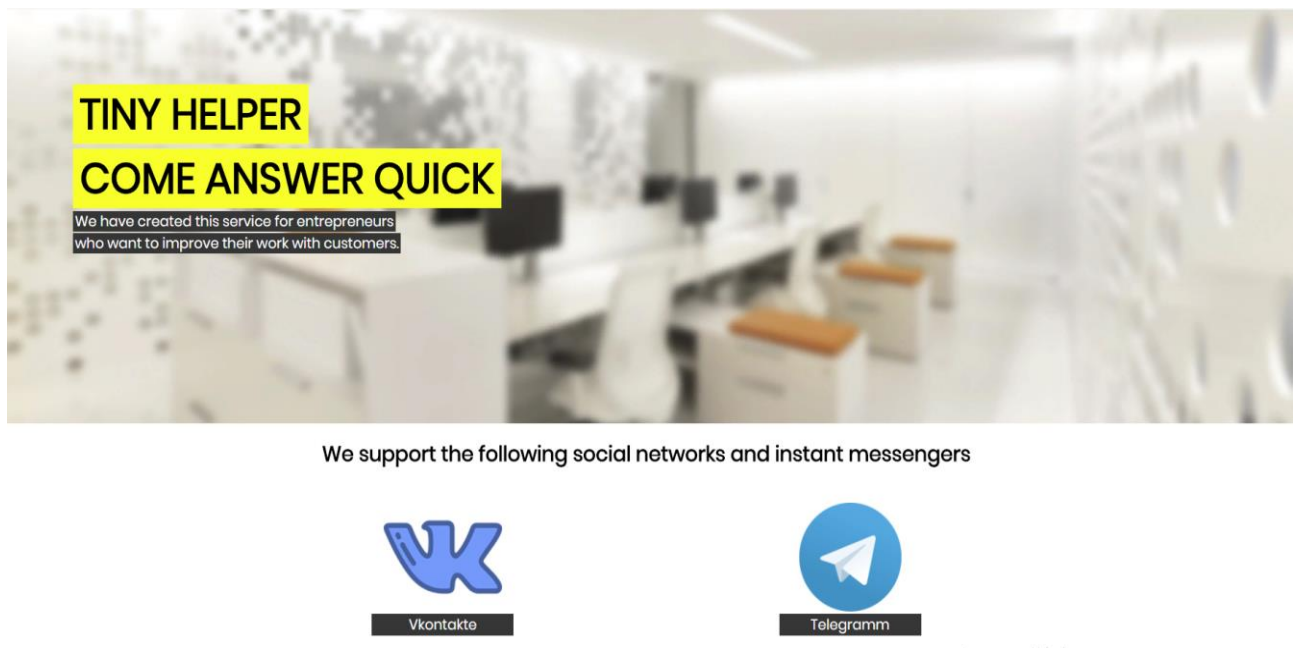 TINY HELPER
COME ANSWER QUICK
We have created this service for entrepreneurs
who want to improve their work with customers.
We support the following social networks and instant messengers
Vkontakte
Telegramm